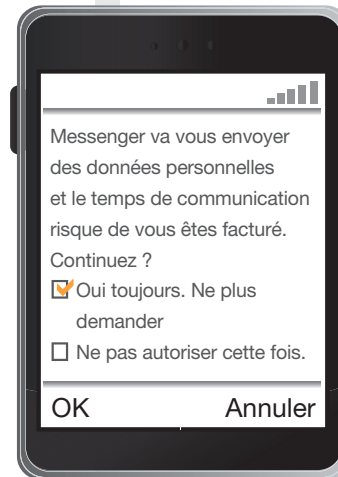 Messenger va vous envoyer
des données personnelles
et le temps de communication
risque de vous êtes facturé.
Continuez ?
Oui toujours. Ne plus
demander
Ne pas autoriser cette fois.
OK Annuler